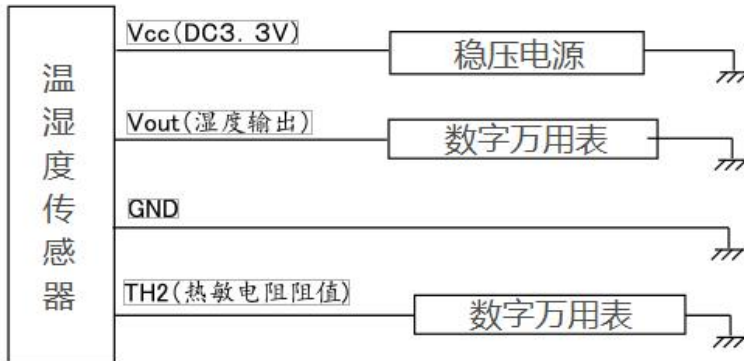 温湿度传感器
Vcc(DC3. 3V)
稳压电源
Vout(湿度输出)
数字万用表
GND
TH2(热敏电阻阻值)
数字万用表